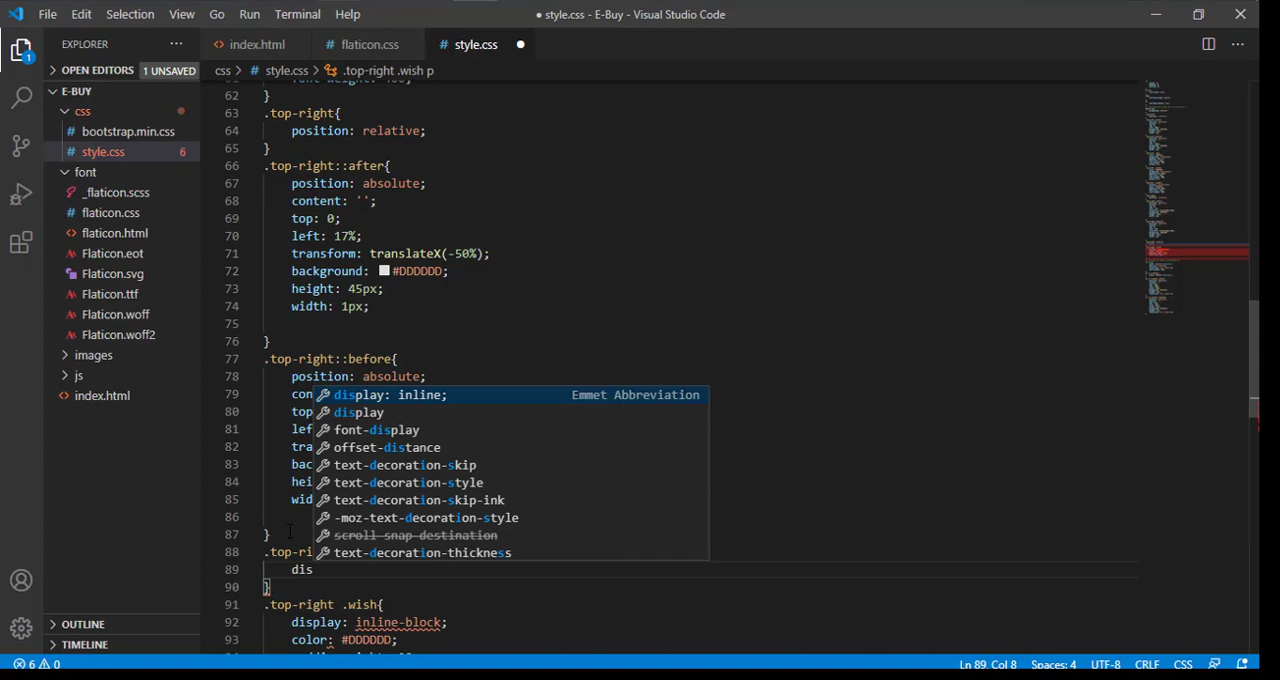 File Edit Selection View Go Run Terminal Help ● style.css - E-Buy - Visual Studio Code
EXPLORER ··· index.html flaticon.css style.css ···
OPEN EDITORS 1 UNSAVED css > style.css > .top-right .wish p
E-BUY
css
bootstrap.min.css
style.css 6
font
_flaticon.scss
flaticon.css
flaticon.html
Flaticon.eot
Flaticon.svg
Flaticon.ttf
Flaticon.woff
Flaticon.woff2
images
js
index.html
OUTLINE
TIMELINE
62 }
63 .top-right{
64 position: relative;
65 }
66 .top-right::after{
67 position: absolute;
68 content: '';
69 top: 0;
70 left: 17%;
71 transform: translateX(-50%);
72 background: #DDDDDD;
73 height: 45px;
74 width: 1px;
75
76 }
77 .top-right::before{
78 position: absolute;
79 con
80 top
81 lef
82 tra
83 bac
84 hei
85 wid
86
87 }
88 .top-ri
89 dis
90 }
91 .top-right .wish{
92 display: inline-block;
93 color: #DDDDDD;
display: inline; Emmet Abbreviation
display
font-display
offset-distance
text-decoration-skip
text-decoration-style
text-decoration-skip-ink
-moz-text-decoration-style
scroll-snap-destination
text-decoration-thickness
1
6 0 Ln 89, Col 8 Spaces: 4 UTF-8 CRLF CSS